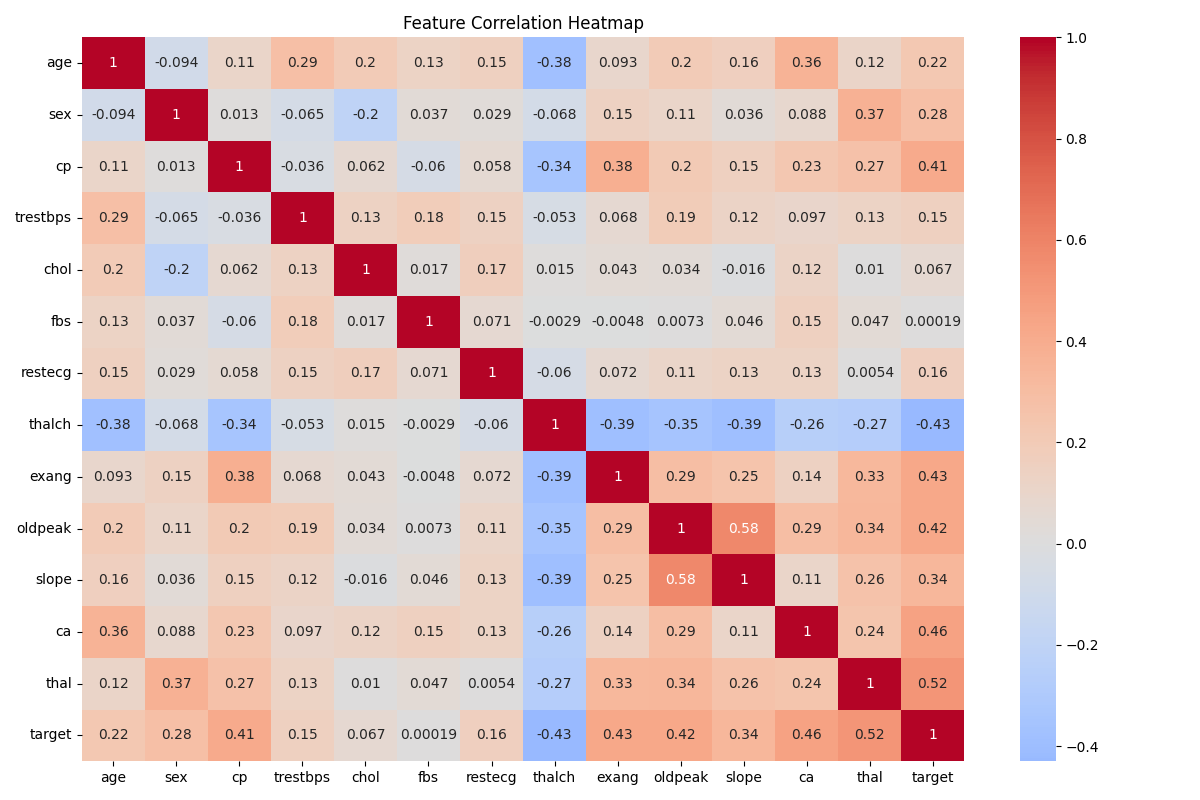 Feature Correlation Heatmap
age 1 -0.094 0.11 0.29 0.2 0.13 0.15 -0.38 0.093 0.2 0.16 0.36 0.12 0.22
sex -0.094 1 0.013 -0.065 -0.2 0.037 0.029 -0.068 0.15 0.11 0.036 0.088 0.37 0.28
cp 0.11 0.013 1 -0.036 0.062 -0.06 0.058 -0.34 0.38 0.2 0.15 0.23 0.27 0.41
trestbps 0.29 -0.065 -0.036 1 0.13 0.18 0.15 -0.053 0.068 0.19 0.12 0.097 0.13 0.15
chol 0.2 -0.2 0.062 0.13 1 0.017 0.17 0.015 0.043 0.034 -0.016 0.12 0.01 0.067
fbs 0.13 0.037 -0.06 0.18 0.017 1 0.071 -0.0029 -0.0048 0.0073 0.046 0.15 0.047 0.00019
restecg 0.15 0.029 0.058 0.15 0.17 0.071 1 -0.06 0.072 0.11 0.13 0.13 0.0054 0.16
thalch -0.38 -0.068 -0.34 -0.053 0.015 -0.0029 -0.06 1 -0.39 -0.35 -0.39 -0.26 -0.27 -0.43
exang 0.093 0.15 0.38 0.068 0.043 -0.0048 0.072 -0.39 1 0.29 0.25 0.14 0.33 0.43
oldpeak 0.2 0.11 0.2 0.19 0.034 0.0073 0.11 -0.35 0.29 1 0.58 0.29 0.34 0.42
slope 0.16 0.036 0.15 0.12 -0.016 0.046 0.13 -0.39 0.25 0.58 1 0.11 0.26 0.34
ca 0.36 0.088 0.23 0.097 0.12 0.15 0.13 -0.26 0.14 0.29 0.11 1 0.24 0.46
thal 0.12 0.37 0.27 0.13 0.01 0.047 0.0054 -0.27 0.33 0.34 0.26 0.24 1 0.52
target 0.22 0.28 0.41 0.15 0.067 0.00019 0.16 -0.43 0.43 0.42 0.34 0.46 0.52 1
age sex cp trestbps chol fbs restecg thalch exang oldpeak slope ca thal target
1.0
0.8
0.6
0.4
0.2
0.0
−0.2
−0.4